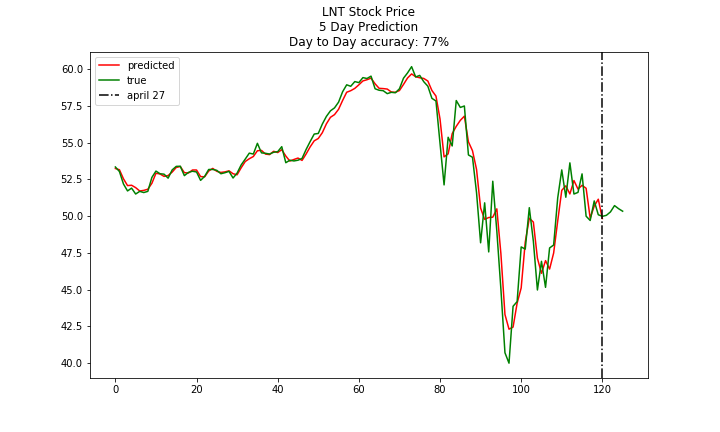 LNT Stock Price
5 Day Prediction
Day to Day accuracy: 77%
predicted
true
april 27
60.0
57.5
55.0
52.5
50.0
47.5
45.0
42.5
40.0
0 20 40 60 80 100 120